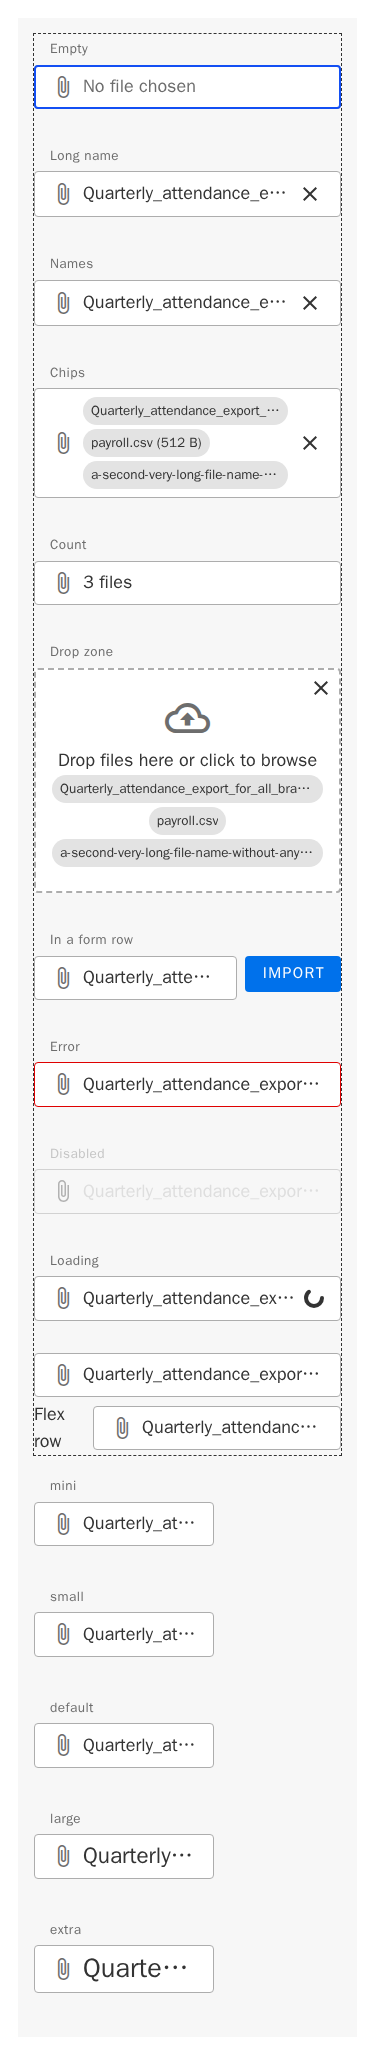 Empty
No file chosen
Long name
Quarterly_attendance_e···
Names
Quarterly_attendance_e···
Chips
Quarterly_attendance_export_···
payroll.csv (512 B)
a-second-very-long-file-name-···
Count
3 files
Drop zone
Drop files here or click to browse
Quarterly_attendance_export_for_all_bra···
payroll.csv
a-second-very-long-file-name-without-any···
In a form row
Quarterly_atte···
IMPORT
Error
Quarterly_attendance_expor···
Disabled
Quarterly_attendance_expor···
Loading
Quarterly_attendance_ex···
Quarterly_attendance_expor···
Flex
row
Quarterly_attendanc···
mini
Quarterly_at···
small
Quarterly_at···
default
Quarterly_at···
large
Quarterly···
extra
Quarte···